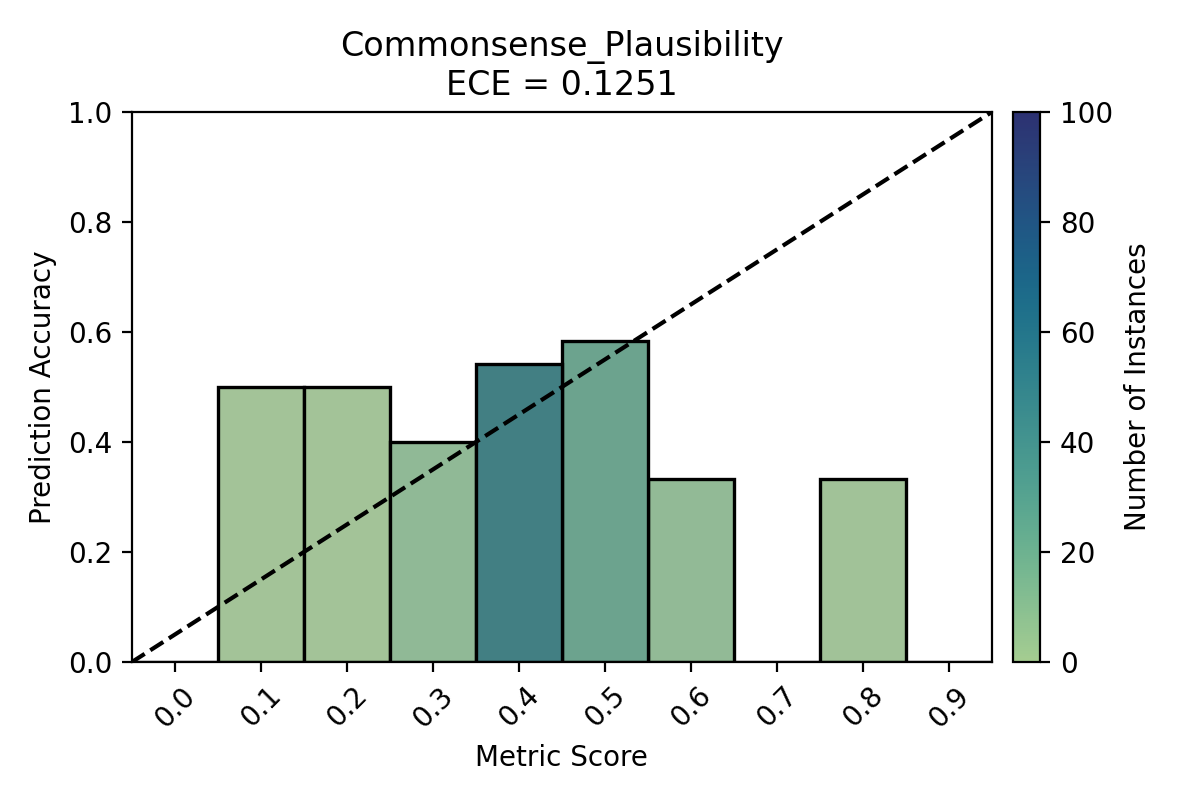 Commonsense_Plausibility
ECE = 0.1251
Prediction Accuracy
1.0
0.8
0.6
0.4
0.2
0.0
0.0 0.1 0.2 0.3 0.4 0.5 0.6 0.7 0.8 0.9
Metric Score
100
80
60
40
20
0
Number of Instances